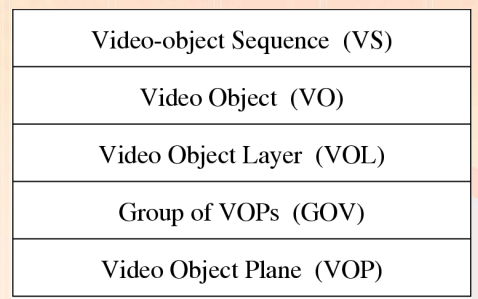 Video-object Sequence (VS)
Video Object (VO)
Video Object Layer (VOL)
Group of VOPs (GOV)
Video Object Plane (VOP)